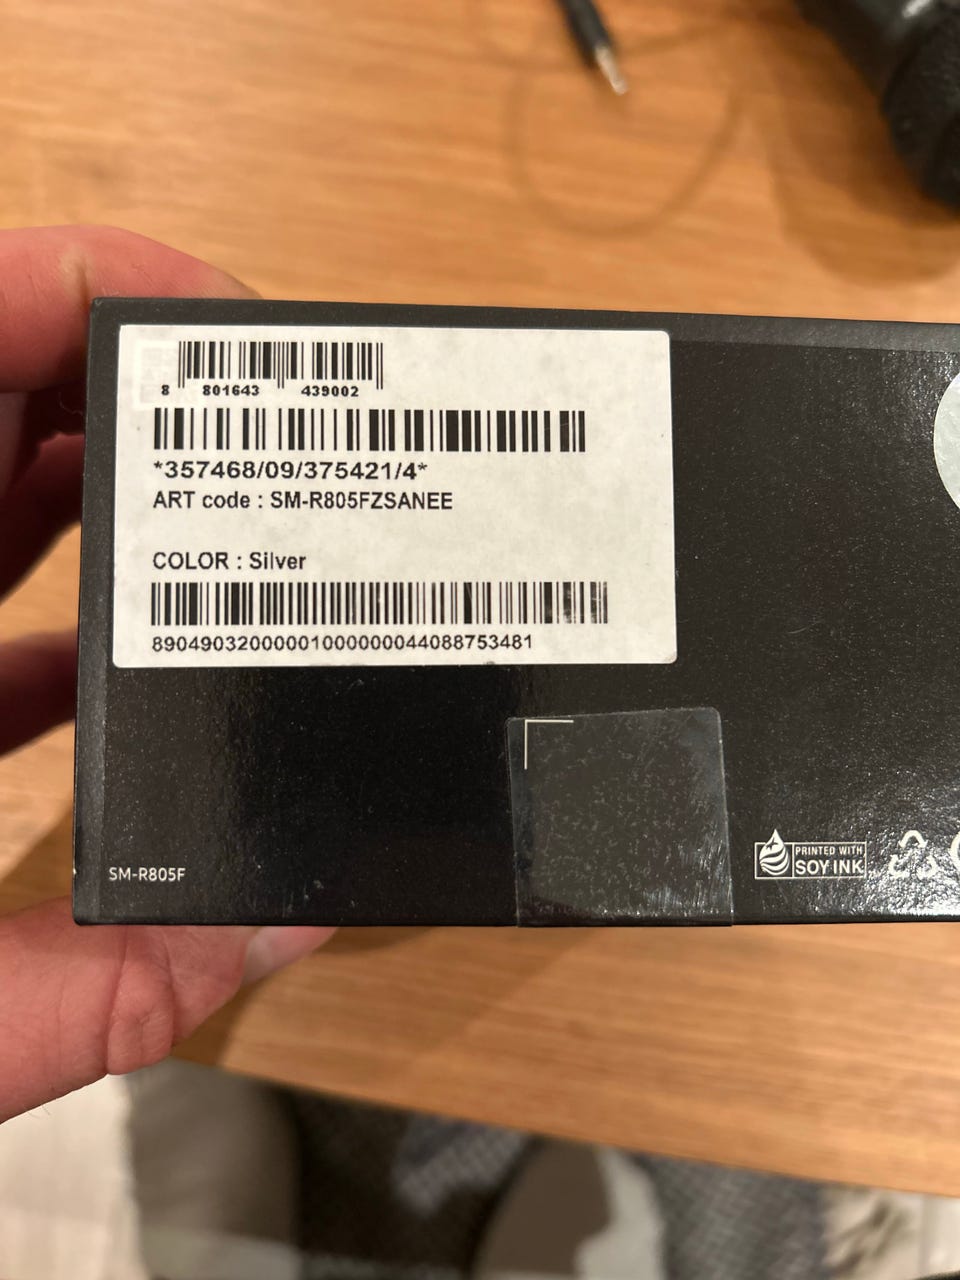 8 801643 439002
*357468/09/375421/4*
ART code : SM-R805FZSANEE
COLOR : Silver
89049032000001000000044088753481
SM-R805F
PRINTED WITH
SOY INK